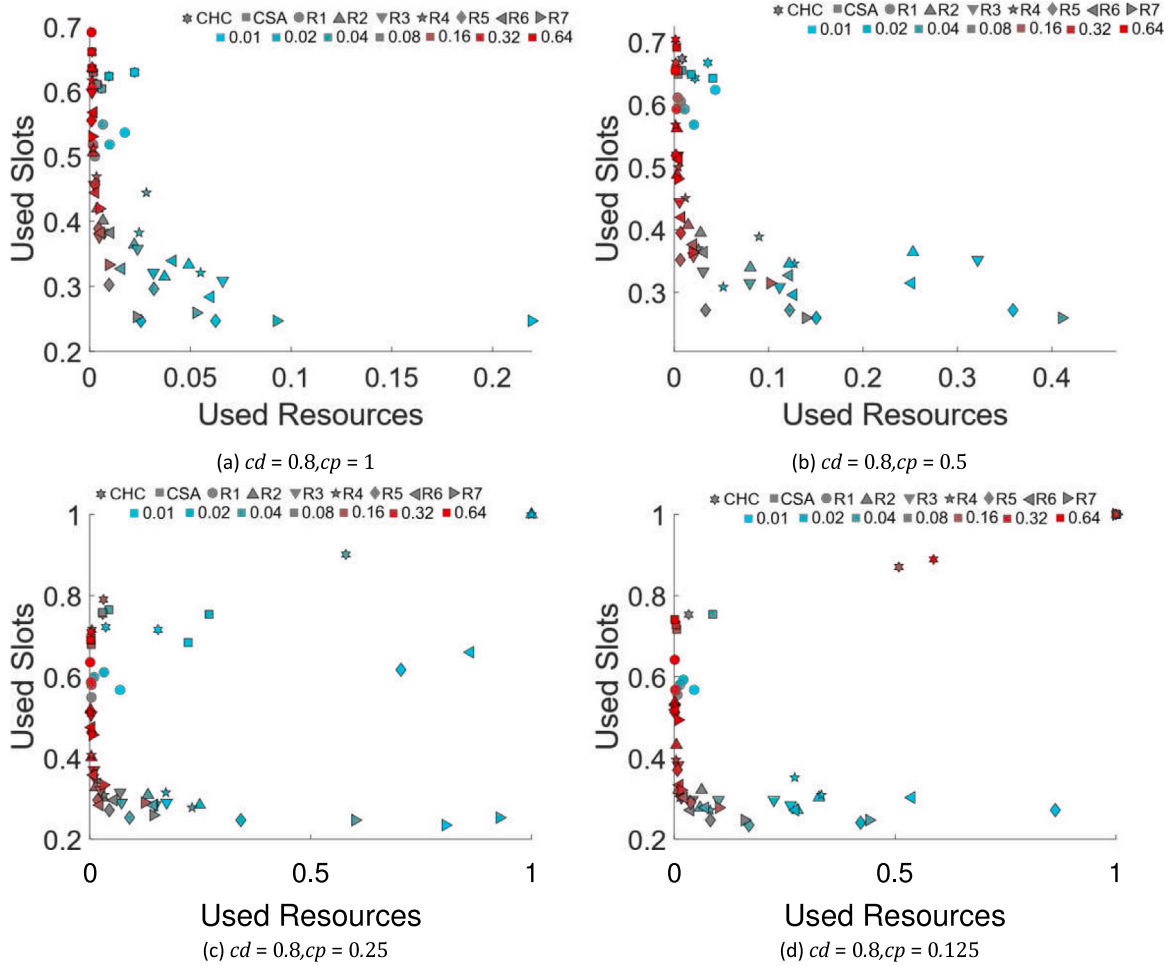 CHC CSA R1 R2 R3 R4 R5 R6 R7
0.01 0.02 0.04 0.08 0.16 0.32 0.64
0.7
0.6
0.5
0.4
0.3
0.2
Used Slots
0 0.05 0.1 0.15 0.2
Used Resources
(a) cd = 0.8,cp = 1
CHC CSA R1 R2 R3 R4 R5 R6 R7
0.01 0.02 0.04 0.08 0.16 0.32 0.64
0.7
0.6
0.5
0.4
0.3
Used Slots
0 0.1 0.2 0.3 0.4
Used Resources
(b) cd = 0.8,cp = 0.5
CHC CSA R1 R2 R3 R4 R5 R6 R7
0.01 0.02 0.04 0.08 0.16 0.32 0.64
1
0.8
0.6
0.4
0.2
Used Slots
0 0.5 1
Used Resources
(c) cd = 0.8,cp = 0.25
CHC CSA R1 R2 R3 R4 R5 R6 R7
0.01 0.02 0.04 0.08 0.16 0.32 0.64
1
0.8
0.6
0.4
0.2
Used Slots
0 0.5 1
Used Resources
(d) cd = 0.8,cp = 0.125